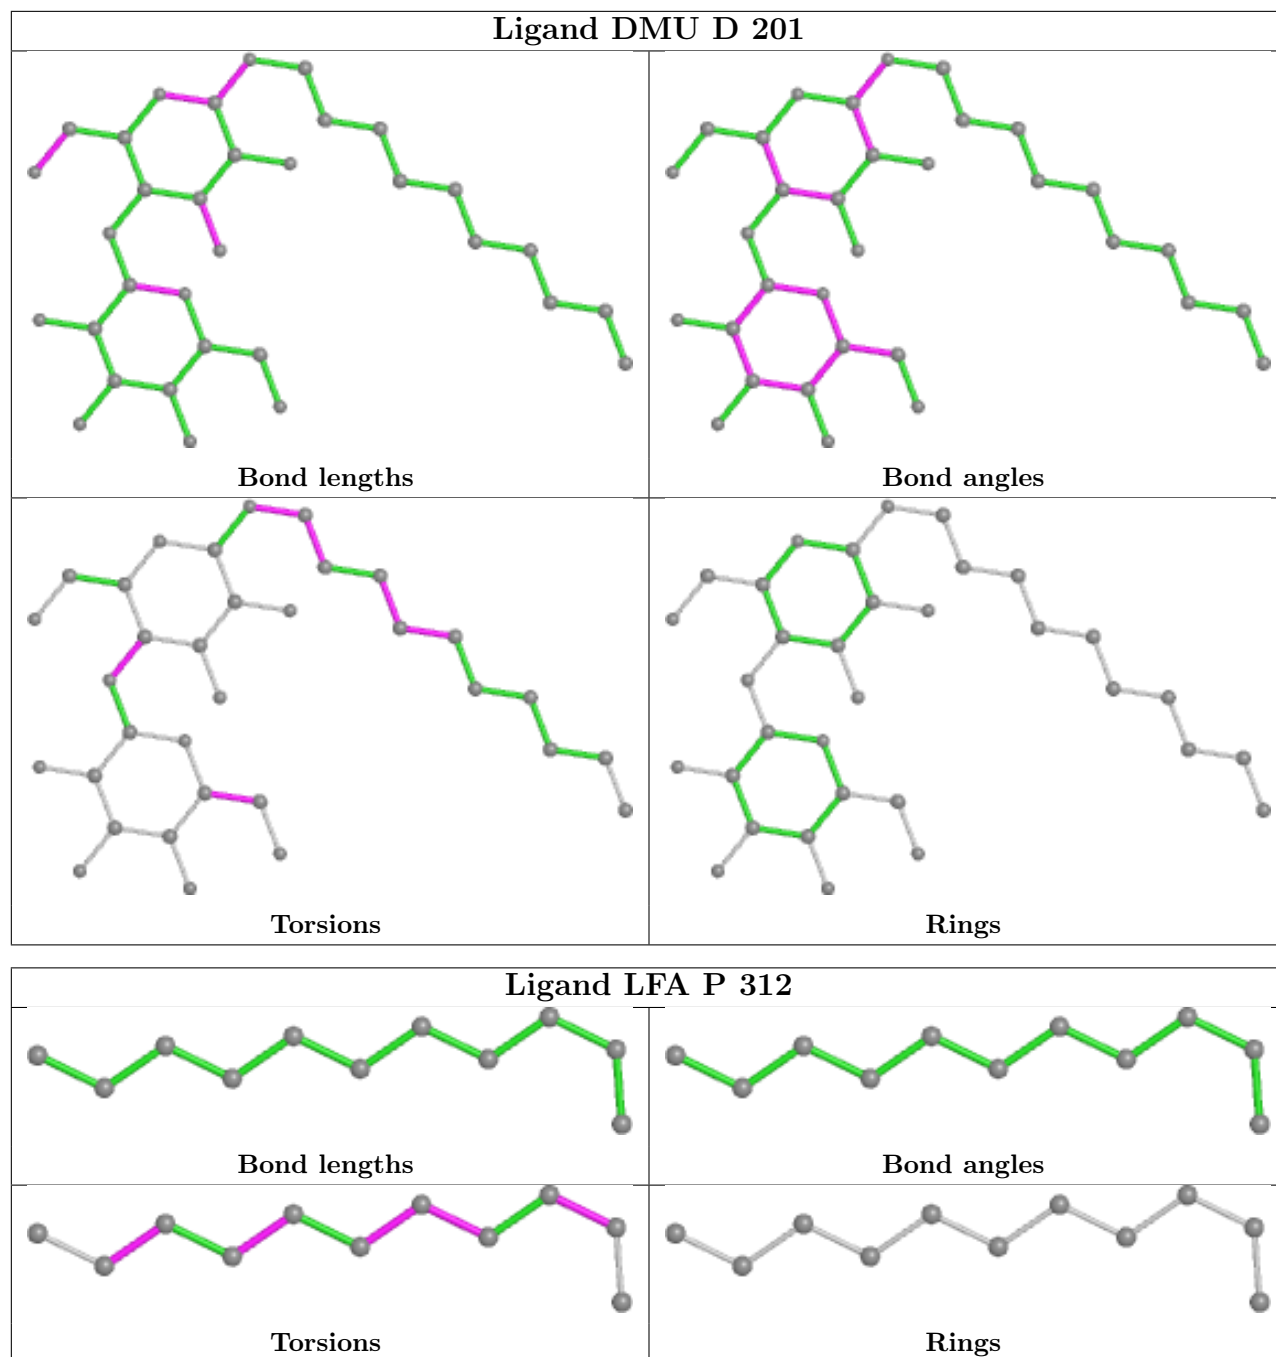 Ligand DMU D 201
Bond lengths
Bond angles
Torsions
Rings
Ligand LFA P 312
Bond lengths
Bond angles
Torsions
Rings